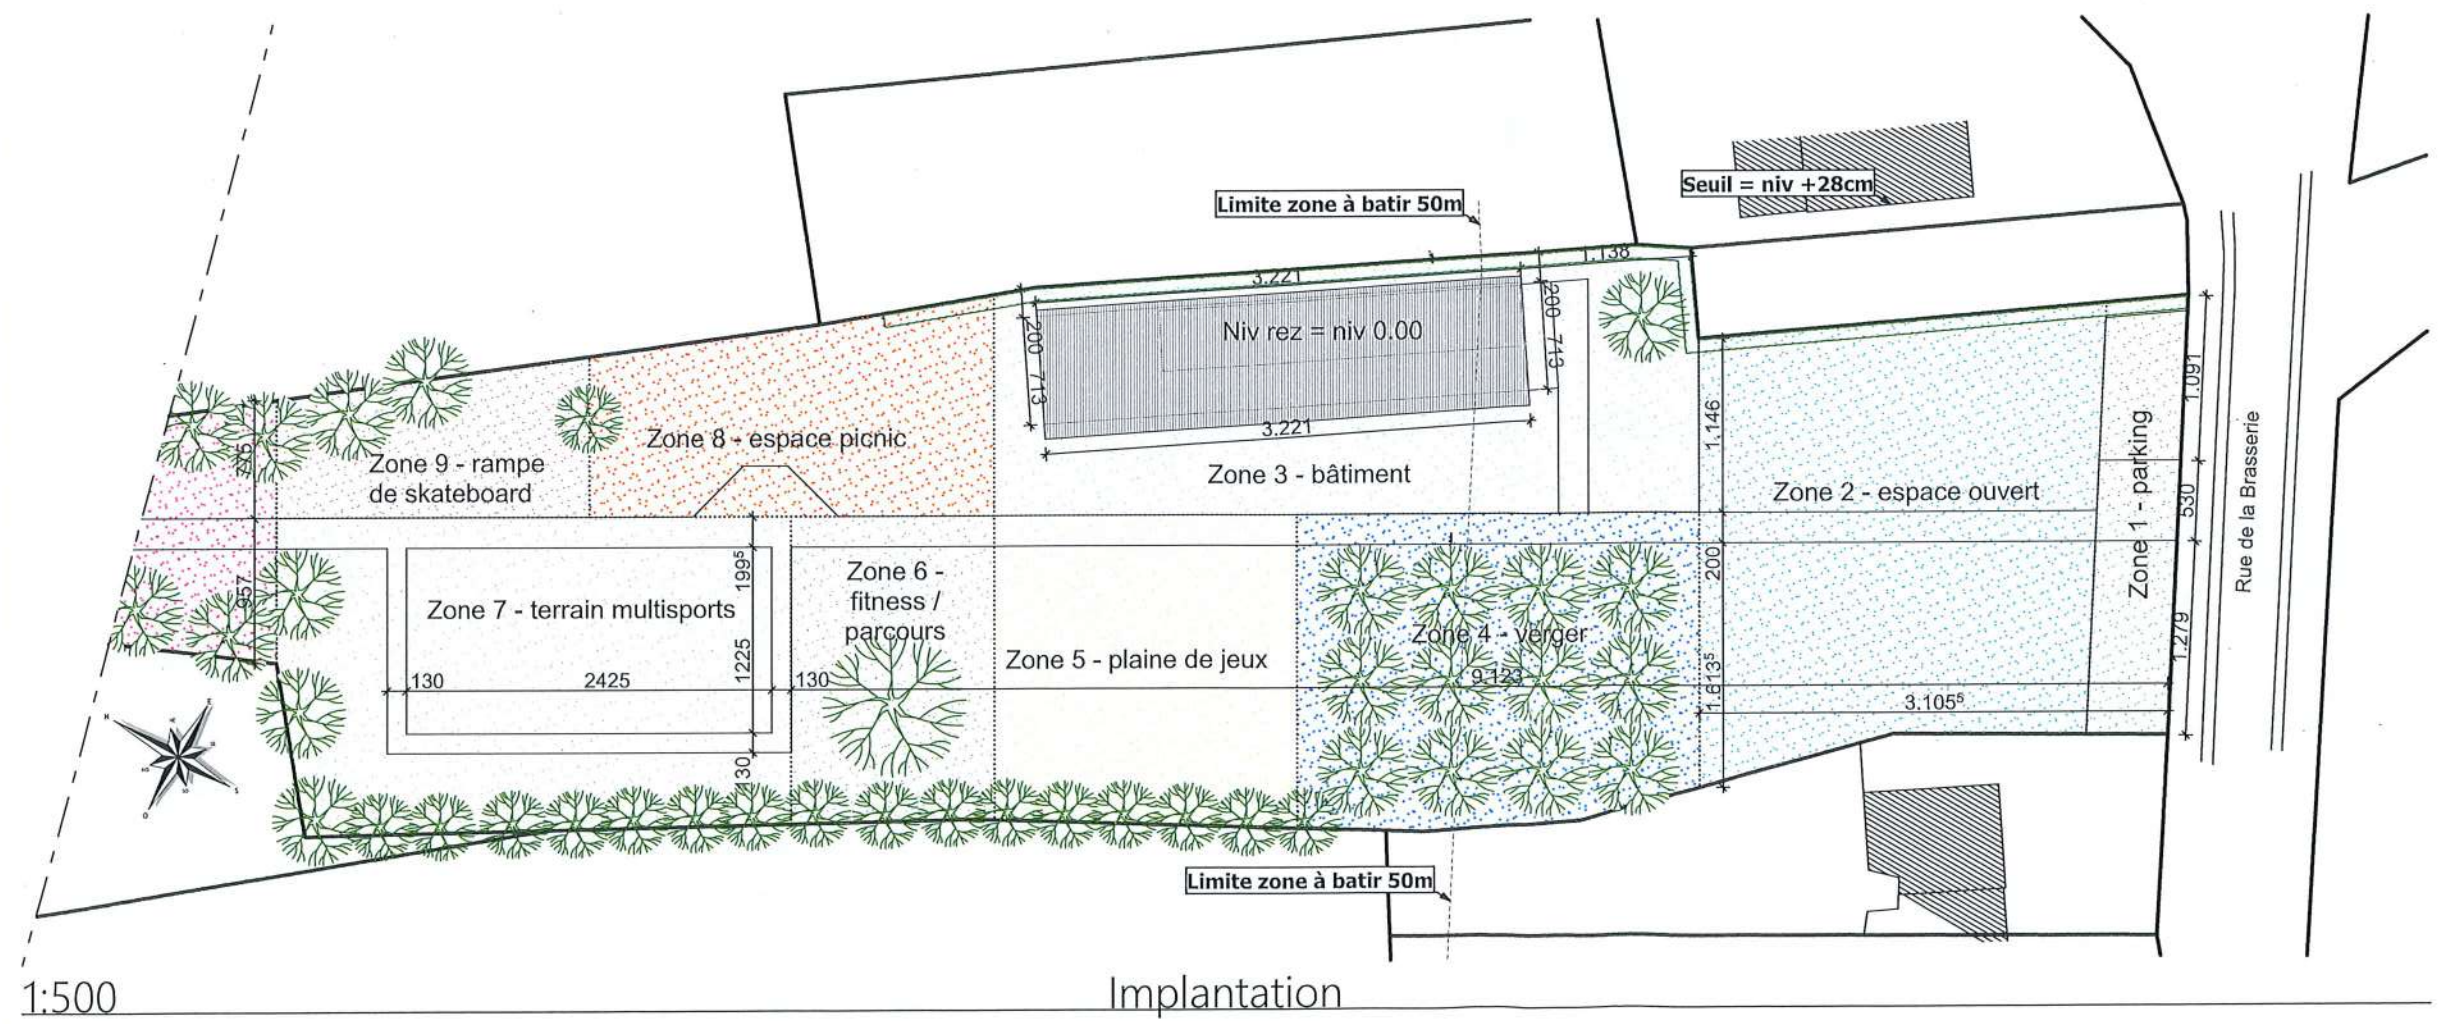 Limite zone à batir 50m
Seuil = niv +28cm
3.221
1.138
200
713
Niv rez = niv 0.00
200
713
3.221
Zone 8 - espace picnic
Zone 9 - rampe
de skateboard
Zone 3 - bâtiment
1.146
Zone 2 - espace ouvert
Zone 1 - parking
1.091
530
1.279
Rue de la Brasserie
957
1995
Zone 7 - terrain multisports
1225
130
2425
130
130
Zone 6 -
fitness /
parcours
Zone 5 - plaine de jeux
Zone 4 - verger
9.123
200
1.6135
3.1055
Limite zone à batir 50m
1:500
Implantation